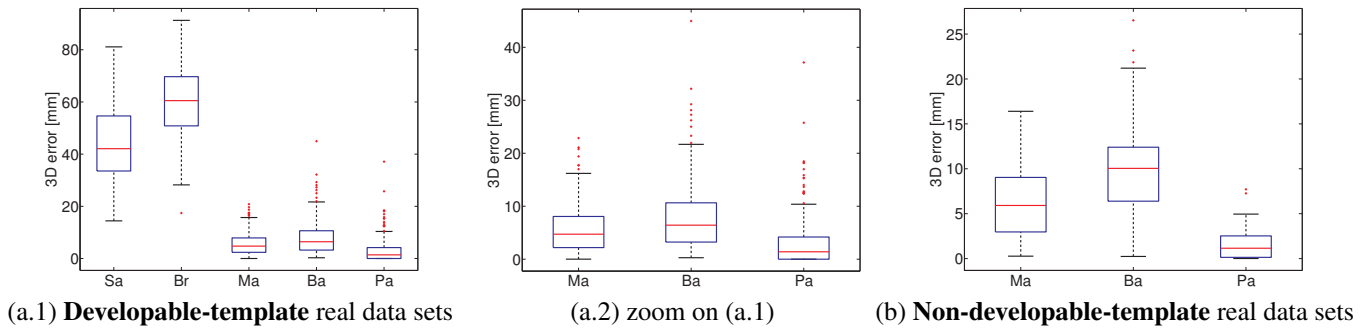 80
60
40
20
0
3D error [mm]
Sa Br Ma Ba Pa
(a.1) Developable-template real data sets
40
30
20
10
0
3D error [mm]
Ma Ba Pa
(a.2) zoom on (a.1)
25
20
15
10
5
0
3D error [mm]
Ma Ba Pa
(b) Non-developable-template real data sets